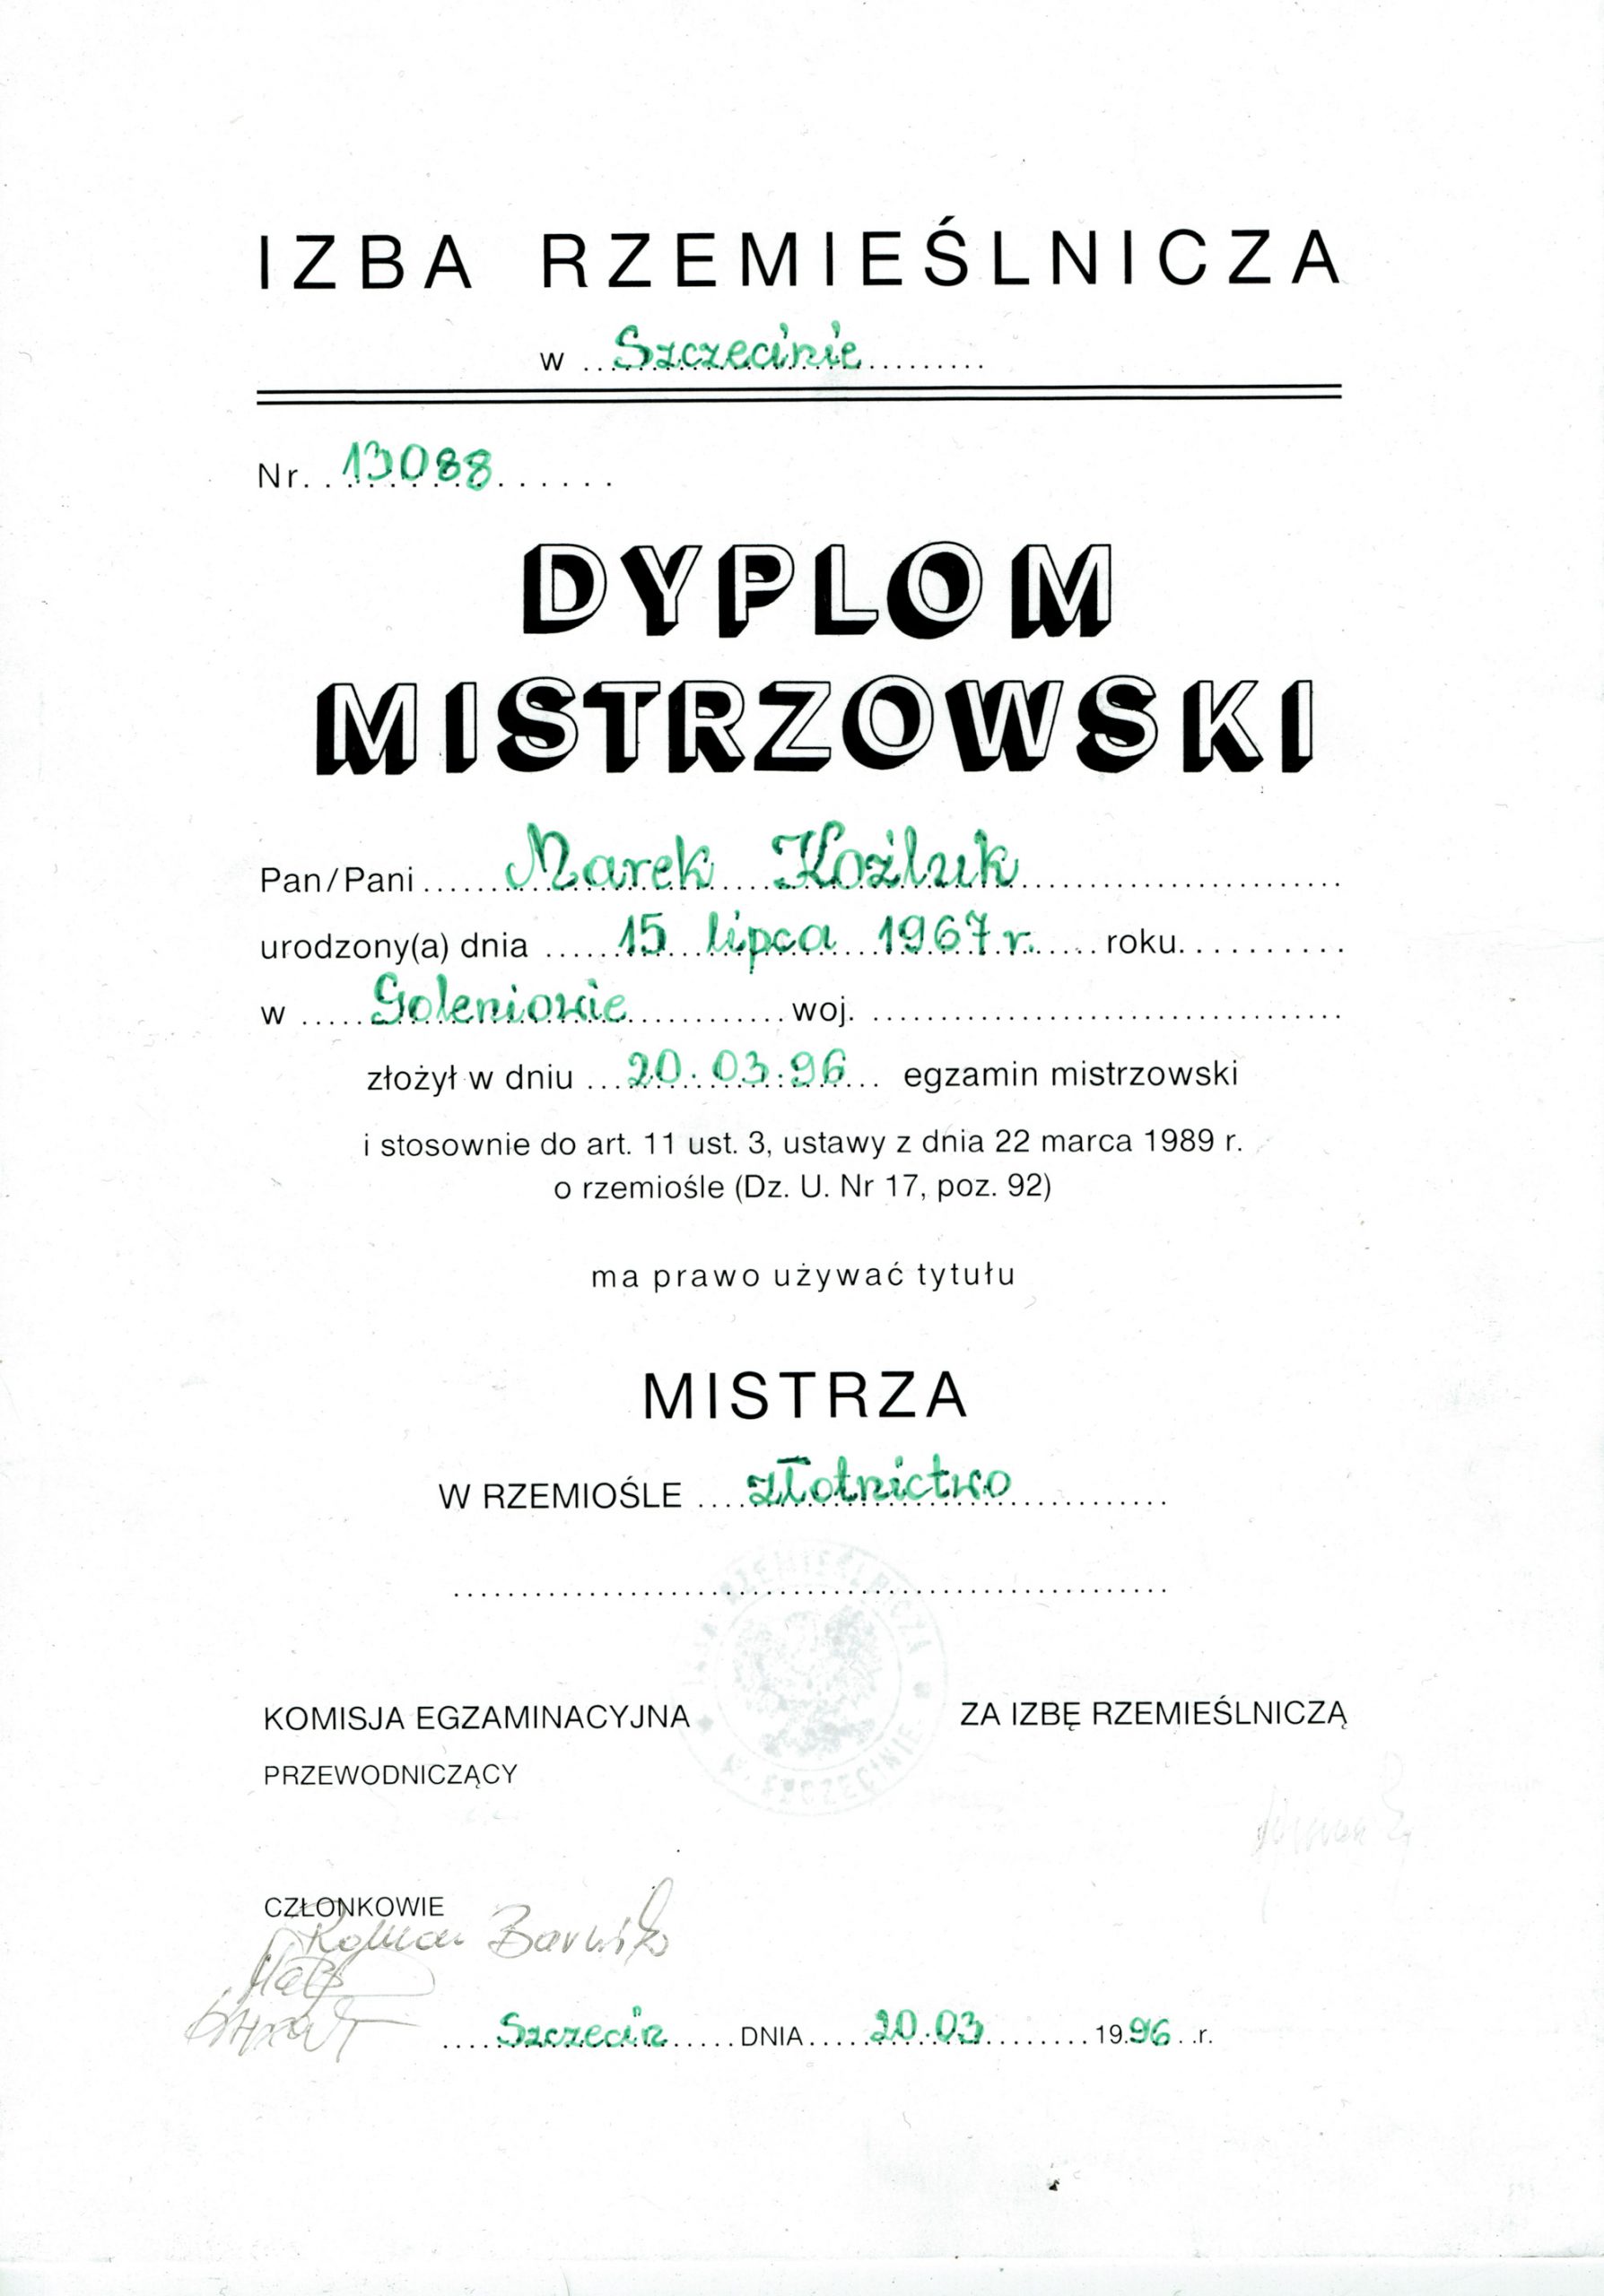 IZBA RZEMIEŚLNICZA
w Szczecinie
Nr. 13088
DYPLOM
MISTRZOWSKI
Pan/Pani Marek Koźluk
urodzony(a) dnia 15 lipca 1967 r. roku
w Goleniowie woj.
złożył w dniu 20.03.96 egzamin mistrzowski
i stosownie do art. 11 ust. 3, ustawy z dnia 22 marca 1989 r.
o rzemiośle (Dz. U. Nr 17, poz. 92)
ma prawo używać tytułu
MISTRZA
W RZEMIOŚLE złotnictwo
RZEMIEŚLNICZA W SZCZECINIE
KOMISJA EGZAMINACYJNA ZA IZBĘ RZEMIEŚLNICZĄ
PRZEWODNICZĄCY
CZŁONKOWIE
Roman
Szczecin DNIA 20.03 1996 r.